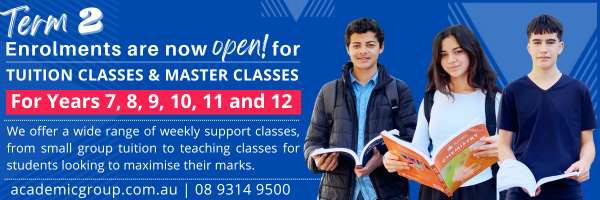 Term 2
Enrolments are now open! for
TUITION CLASSES & MASTER CLASSES
For Years 7, 8, 9, 10, 11 and 12
We offer a wide range of weekly support classes,
from small group tuition to teaching classes for
students looking to maximise their marks.
academicgroup.com.au | 08 9314 9500
CHEMISTRY